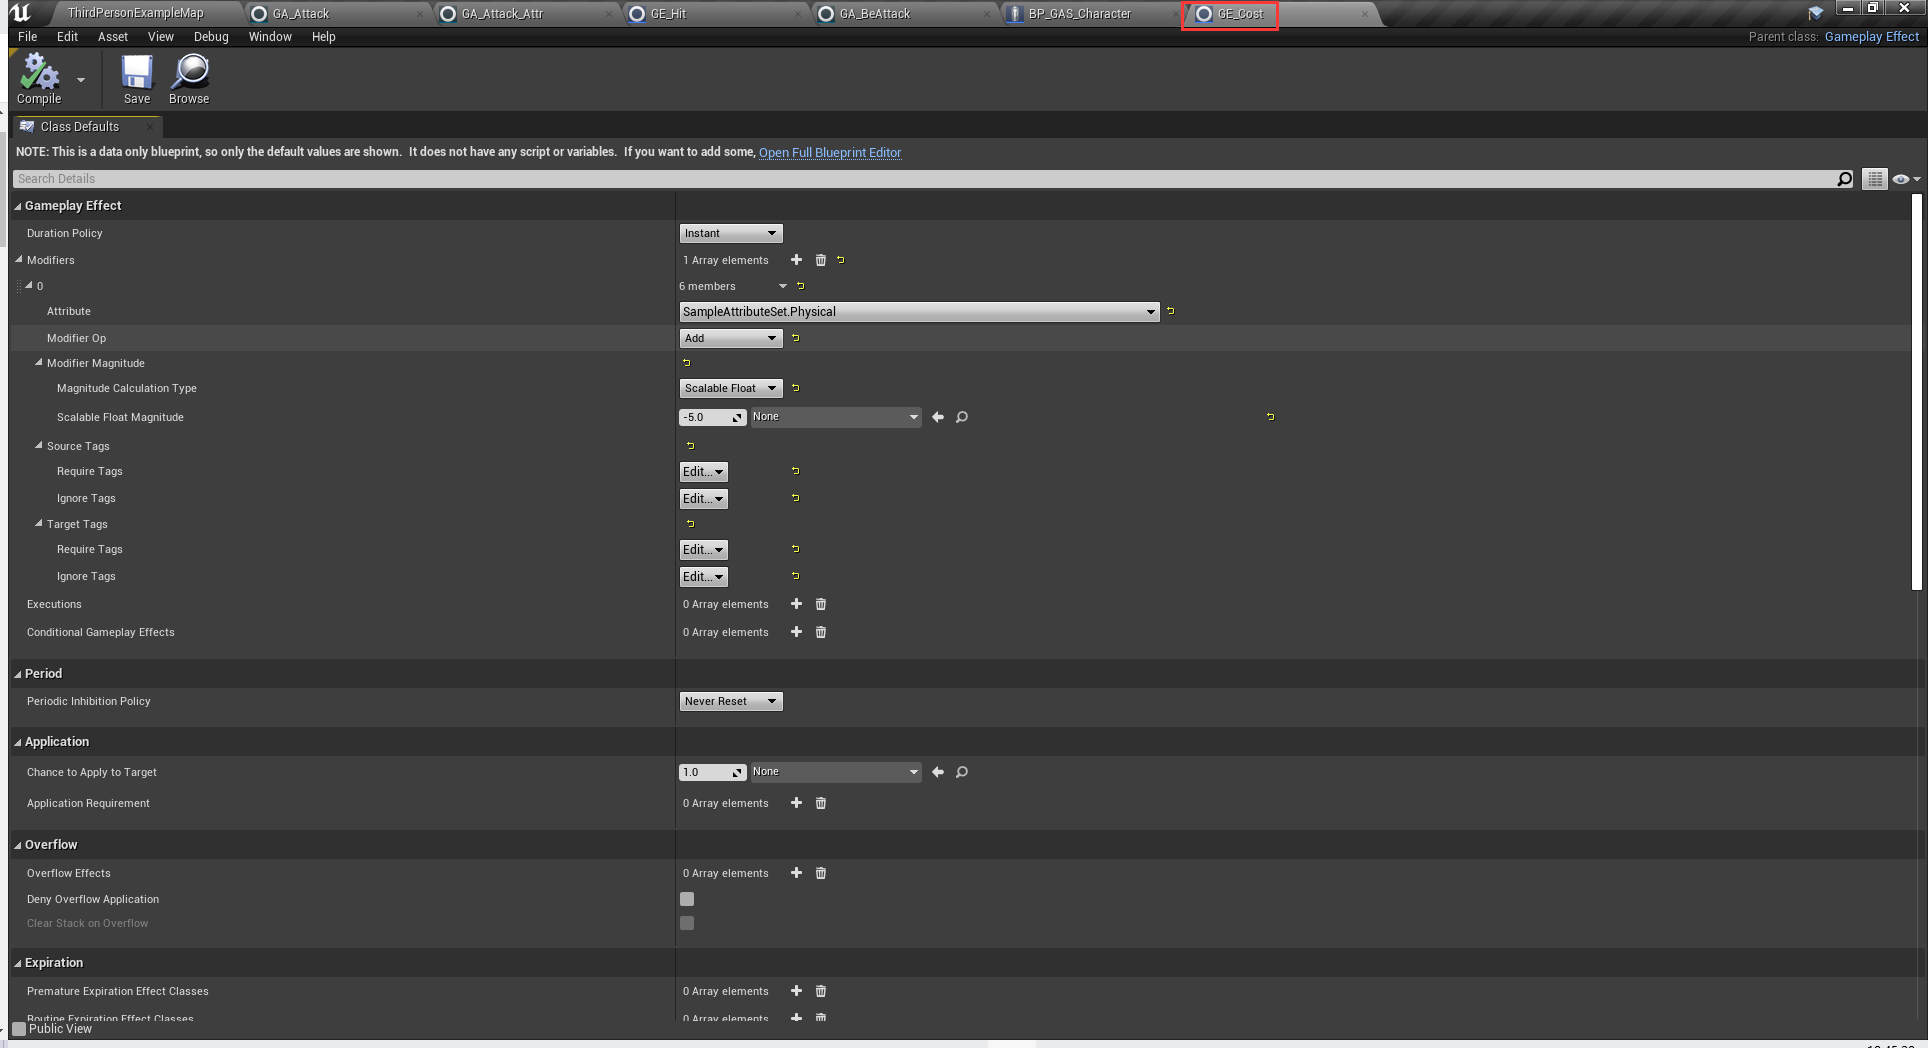 ThirdPersonExampleMap GA_Attack GA_Attack_Attr GE_Hit GA_BeAttack BP_GAS_Character GE_Cost
File Edit Asset View Debug Window Help Parent class: Gameplay Effect
Compile Save Browse
Class Defaults
NOTE: This is a data only blueprint, so only the default values are shown. It does not have any script or variables. If you want to add some, Open Full Blueprint Editor
Search Details
Gameplay Effect
Duration Policy Instant
Modifiers 1 Array elements
0 6 members
Attribute SampleAttributeSet.Physical
Modifier Op Add
Modifier Magnitude
Magnitude Calculation Type Scalable Float
Scalable Float Magnitude -5.0 None
Source Tags
Require Tags Edit...
Ignore Tags Edit...
Target Tags
Require Tags Edit...
Ignore Tags Edit...
Executions 0 Array elements
Conditional Gameplay Effects 0 Array elements
Period
Periodic Inhibition Policy Never Reset
Application
Chance to Apply to Target 1.0 None
Application Requirement 0 Array elements
Overflow
Overflow Effects 0 Array elements
Deny Overflow Application
Clear Stack on Overflow
Expiration
Premature Expiration Effect Classes 0 Array elements
Routine Expiration Effect Classes 0 Array elements
Public View